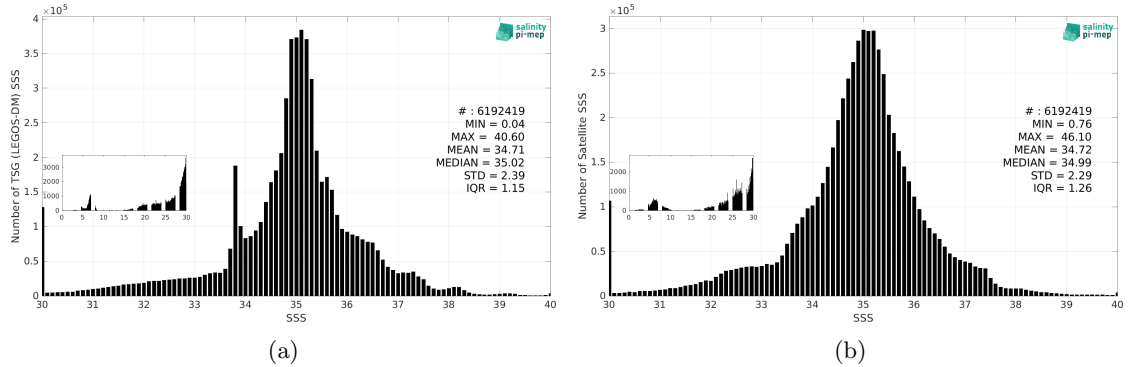 ×10⁵
4
3.5
3
2.5
2
1.5
1
0.5
0
Number of TSG (LEGOS-DM) SSS
salinity
pi-mep
# : 6192419
MIN = 0.04
MAX = 40.60
MEAN = 34.71
MEDIAN = 35.02
STD = 2.39
IQR = 1.15
3000
2000
1000
0
0 5 10 15 20 25 30
30 31 32 33 34 35 36 37 38 39 40
SSS
(a)
×10⁵
3
2.5
2
1.5
1
0.5
0
Number of Satellite SSS
salinity
pi-mep
# : 6192419
MIN = 0.76
MAX = 46.10
MEAN = 34.72
MEDIAN = 34.99
STD = 2.29
IQR = 1.26
2000
1000
0
0 5 10 15 20 25 30
30 31 32 33 34 35 36 37 38 39 40
SSS
(b)